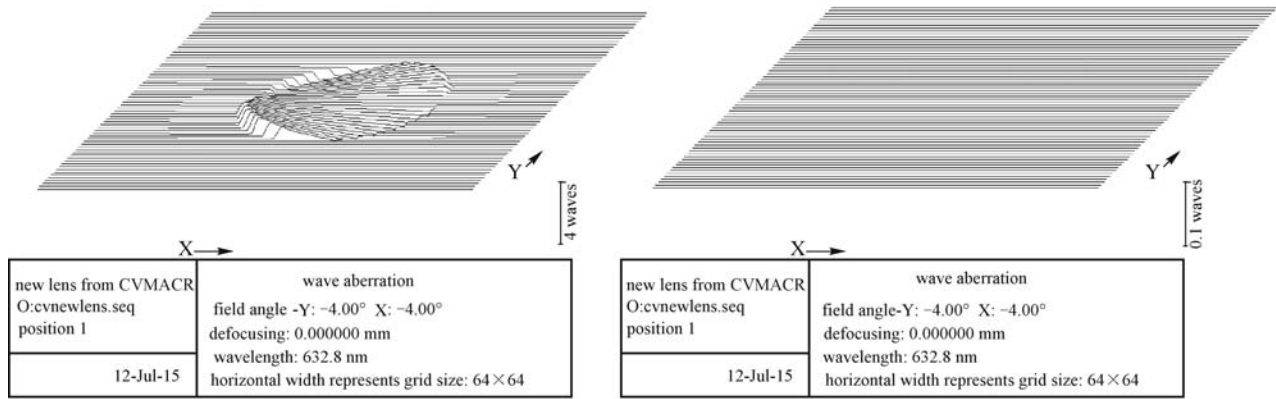 Y
4 waves
X
new lens from CVMACR
O:cvnewlens.seq
position 1
12-Jul-15
wave aberration
field angle -Y: −4.00° X: −4.00°
defocusing: 0.000000 mm
wavelength: 632.8 nm
horizontal width represents grid size: 64×64
Y
0.1 waves
X
new lens from CVMACR
O:cvnewlens.seq
position 1
12-Jul-15
wave aberration
field angle-Y: −4.00° X: −4.00°
defocusing: 0.000000 mm
wavelength: 632.8 nm
horizontal width represents grid size: 64×64